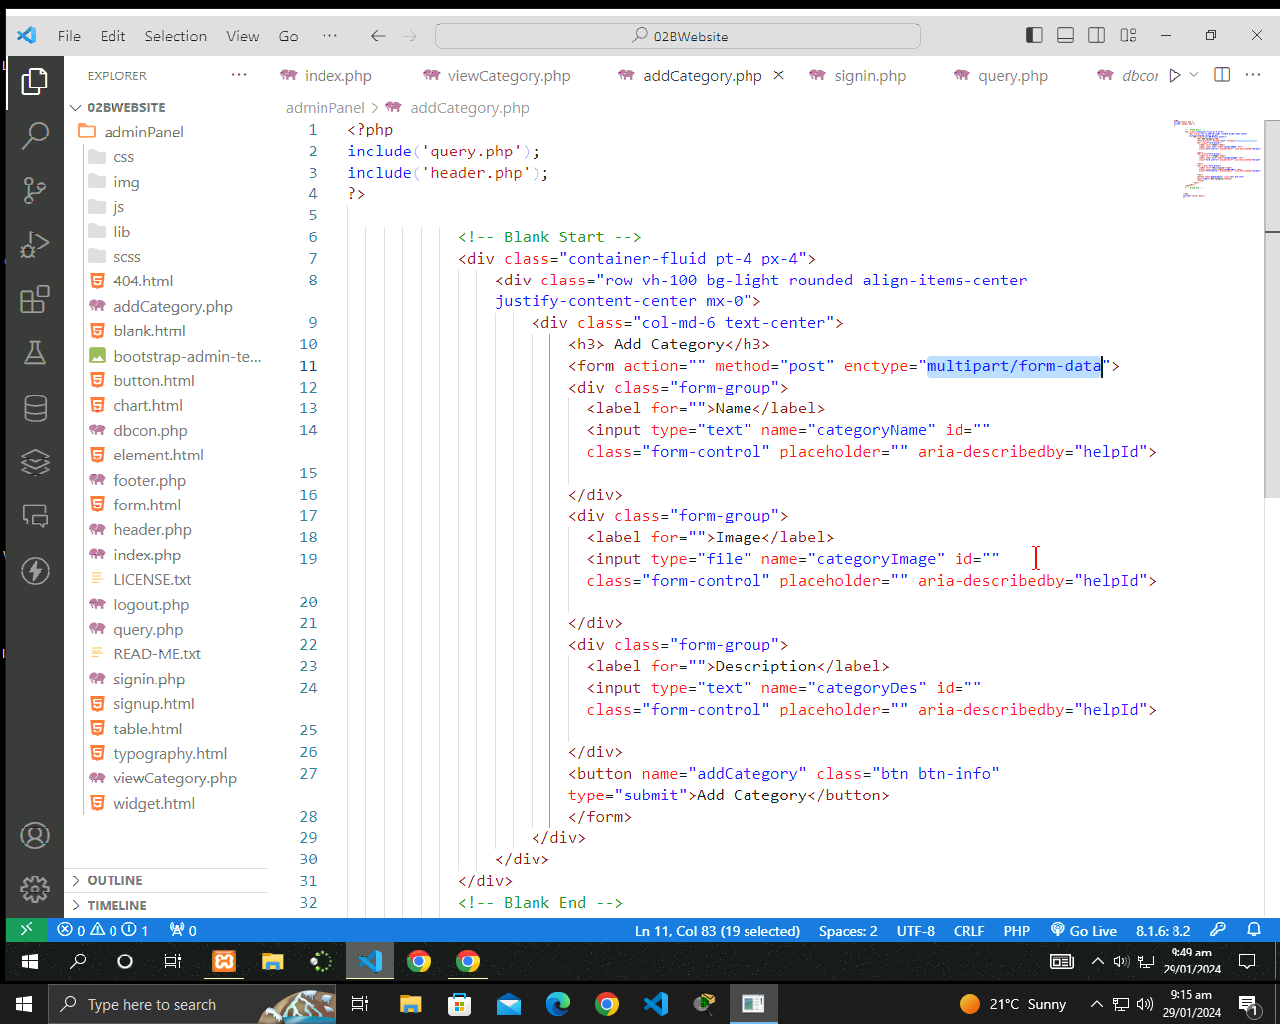 File Edit Selection View Go ··· 02BWebsite
EXPLORER ···
index.php viewCategory.php addCategory.php signin.php query.php dbcor ···
adminPanel > addCategory.php
02BWEBSITE
adminPanel
css
img
js
lib
scss
404.html
addCategory.php
blank.html
bootstrap-admin-te...
button.html
chart.html
dbcon.php
element.html
footer.php
form.html
header.php
index.php
LICENSE.txt
logout.php
query.php
READ-ME.txt
signin.php
signup.html
table.html
typography.html
viewCategory.php
widget.html
OUTLINE
TIMELINE
1 <?php
2 include('query.php');
3 include('header.php');
4 ?>
5
6 <!-- Blank Start -->
7 <div class="container-fluid pt-4 px-4">
8 <div class="row vh-100 bg-light rounded align-items-center
justify-content-center mx-0">
9 <div class="col-md-6 text-center">
10 <h3> Add Category</h3>
11 <form action="" method="post" enctype="multipart/form-data">
12 <div class="form-group">
13 <label for="">Name</label>
14 <input type="text" name="categoryName" id=""
class="form-control" placeholder="" aria-describedby="helpId">
15
16 </div>
17 <div class="form-group">
18 <label for="">Image</label>
19 <input type="file" name="categoryImage" id=""
class="form-control" placeholder="" aria-describedby="helpId">
20
21 </div>
22 <div class="form-group">
23 <label for="">Description</label>
24 <input type="text" name="categoryDes" id=""
class="form-control" placeholder="" aria-describedby="helpId">
25
26 </div>
27 <button name="addCategory" class="btn btn-info"
type="submit">Add Category</button>
28 </form>
29 </div>
30 </div>
31 </div>
32 <!-- Blank End -->
0 0 1 0 Ln 11, Col 83 (19 selected) Spaces: 2 UTF-8 CRLF PHP Go Live 8.1.6: 8.2
9:49 am
29/01/2024
Type here to search 21°C Sunny
9:15 am
29/01/2024
1